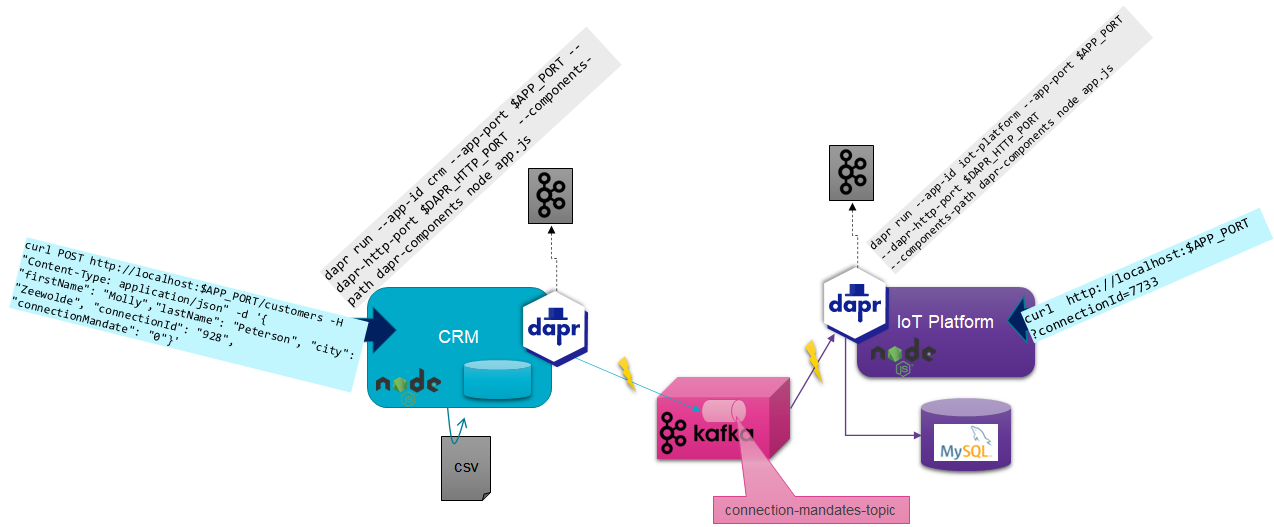 dapr run --app-id crm --app-port $APP_PORT --
dapr-http-port $DAPR_HTTP_PORT --components-
path dapr-components node app.js
dapr run --app-id iot-platform --app-port $APP_PORT
--dapr-http-port $DAPR_HTTP_PORT
--components-path dapr-components node app.js
curl POST http://localhost:$APP_PORT/customers -H
"Content-Type: application/json" -d '{
"firstName": "Molly","lastName": "Peterson", "city":
"Zeewolde", "connectionId": "928",
"connectionMandate": "0"}'
curl http://localhost:$APP_PORT
?connectionId=7733
CRM
dapr
node
JS
dapr
IoT Platform
node
JS
kafka
CSV
MySQL
connection-mandates-topic